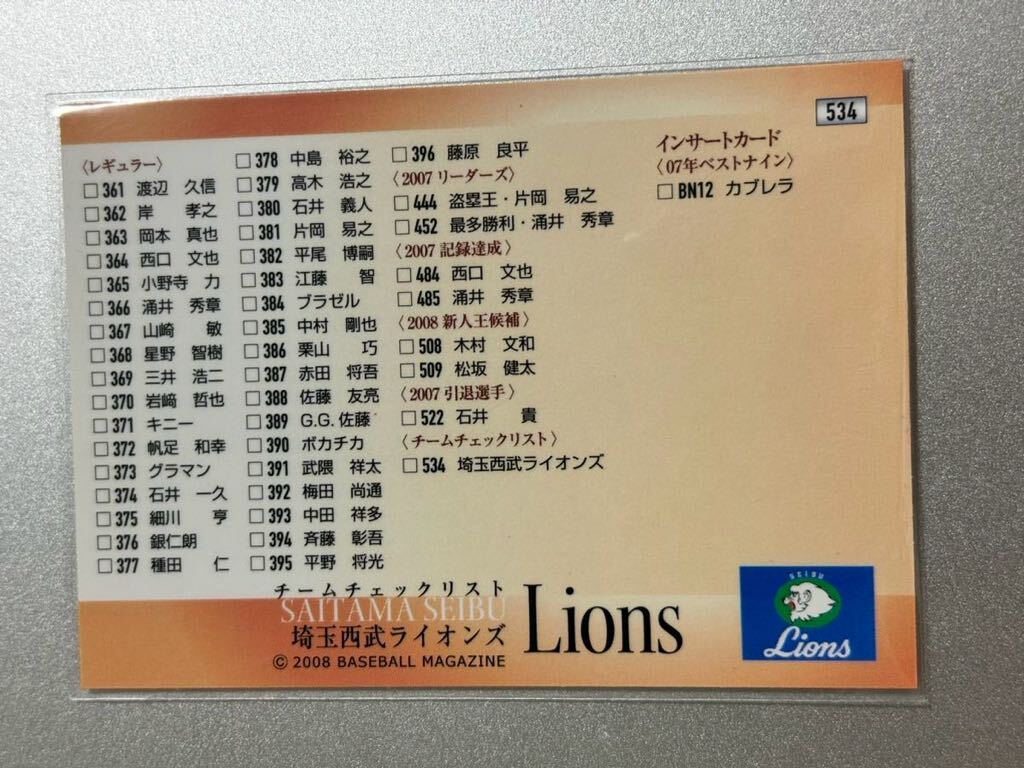 534
〈レギュラー〉
□361 渡辺 久信
□362 岸 孝之
□363 岡本 真也
□364 西口 文也
□365 小野寺 力
□366 涌井 秀章
□367 山崎 敏
□368 星野 智樹
□369 三井 浩二
□370 岩﨑 哲也
□371 キニー
□372 帆足 和幸
□373 グラマン
□374 石井 一久
□375 細川 亨
□376 銀仁朗
□377 種田 仁
□378 中島 裕之
□379 高木 浩之
□380 石井 義人
□381 片岡 易之
□382 平尾 博嗣
□383 江藤 智
□384 ブラゼル
□385 中村 剛也
□386 栗山 巧
□387 赤田 将吾
□388 佐藤 友亮
□389 G.G.佐藤
□390 ボカチカ
□391 武隈 祥太
□392 梅田 尚通
□393 中田 祥多
□394 斉藤 彰吾
□395 平野 将光
□396 藤原 良平
〈2007 リーダーズ〉
□444 盗塁王・片岡 易之
□452 最多勝利・涌井 秀章
〈2007 記録達成〉
□484 西口 文也
□485 涌井 秀章
〈2008 新人王候補〉
□508 木村 文和
□509 松坂 健太
〈2007 引退選手〉
□522 石井 貴
〈チームチェックリスト〉
□534 埼玉西武ライオンズ
インサートカード
〈07年ベストナイン〉
□BN12 カブレラ
チームチェックリスト
SAITAMA SEIBU
埼玉西武ライオンズ
Lions
© 2008 BASEBALL MAGAZINE
SEIBU
Lions